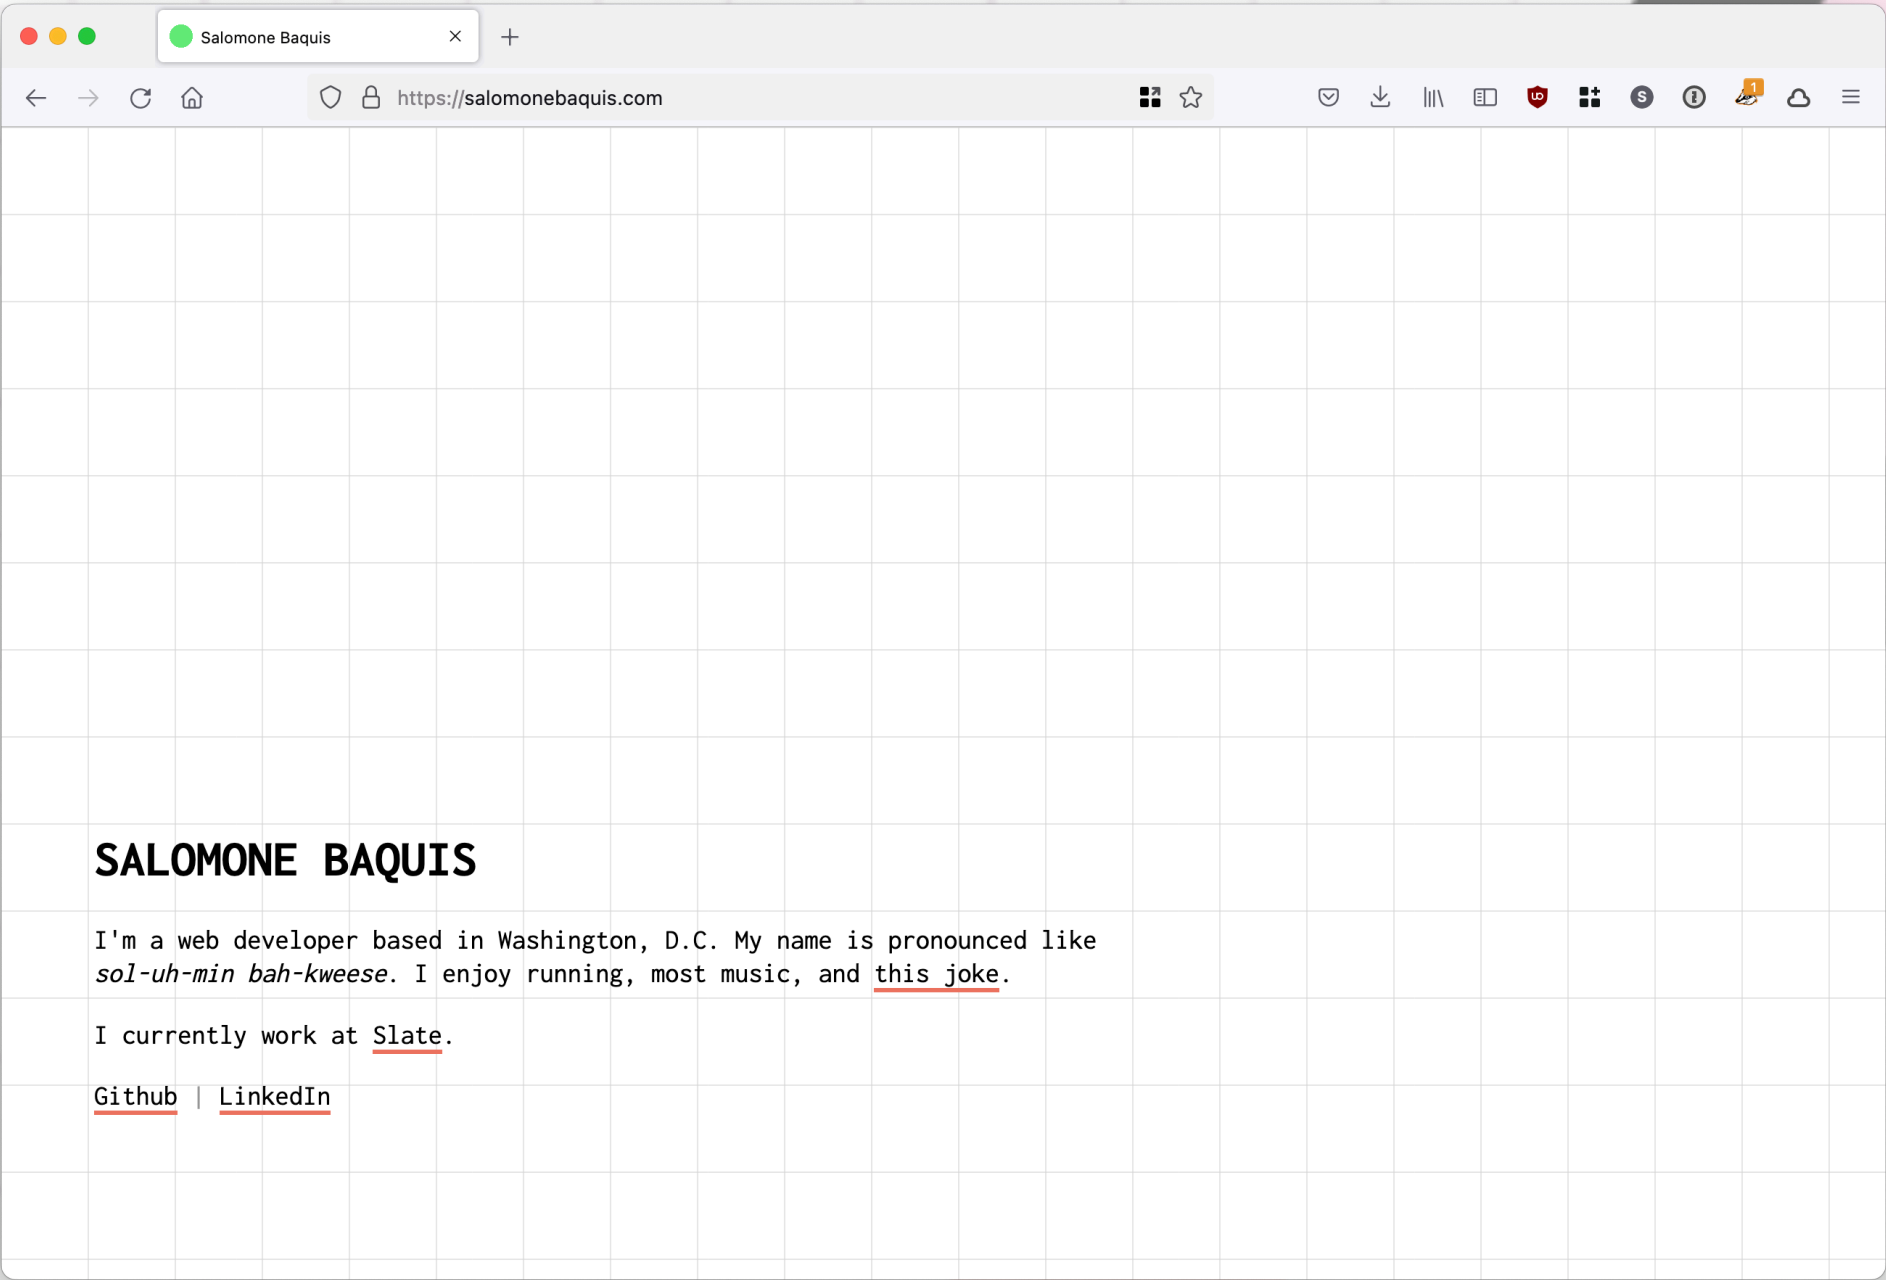 Salomone Baquis
https://salomonebaquis.com
S
1
SALOMONE BAQUIS
I'm a web developer based in Washington, D.C. My name is pronounced like
sol-uh-min bah-kweese. I enjoy running, most music, and this joke.
I currently work at Slate.
Github | LinkedIn